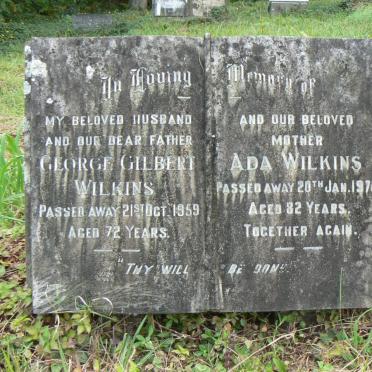 In Loving Memory of
MY BELOVED HUSBAND
AND OUR DEAR FATHER
GEORGE GILBERT
WILKINS
PASSED AWAY 21ST OCT. 1959
AGED 72 YEARS.
AND OUR BELOVED
MOTHER
ADA WILKINS
PASSED AWAY 20TH JAN.
AGED 82 YEARS.
TOGETHER AGAIN.
"THY WILL BE DONE"